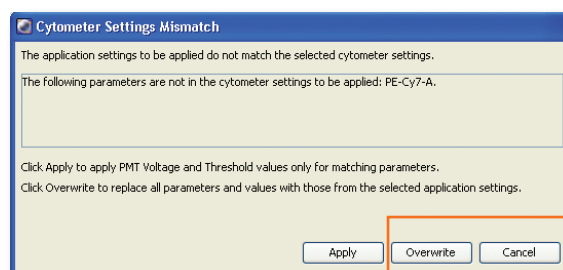 Cytometer Settings Mismatch
The application settings to be applied do not match the selected cytometer settings.
The following parameters are not in the cytometer settings to be applied: PE-Cy7-A.
Click Apply to apply PMT Voltage and Threshold values only for matching parameters.
Click Overwrite to replace all parameters and values with those from the selected application settings.
Apply Overwrite Cancel